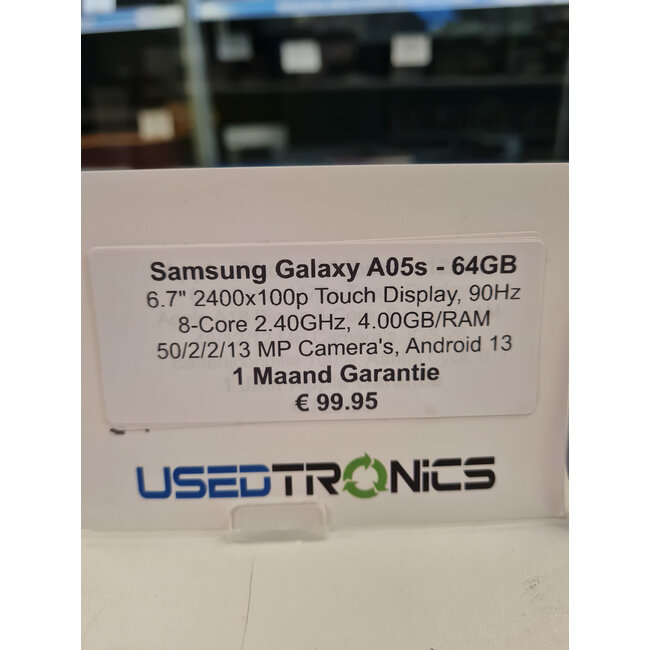 Samsung Galaxy A05s - 64GB
6.7" 2400x100p Touch Display, 90Hz
8-Core 2.40GHz, 4.00GB/RAM
50/2/2/13 MP Camera's, Android 13
1 Maand Garantie
€ 99.95
USEDTRONiCS